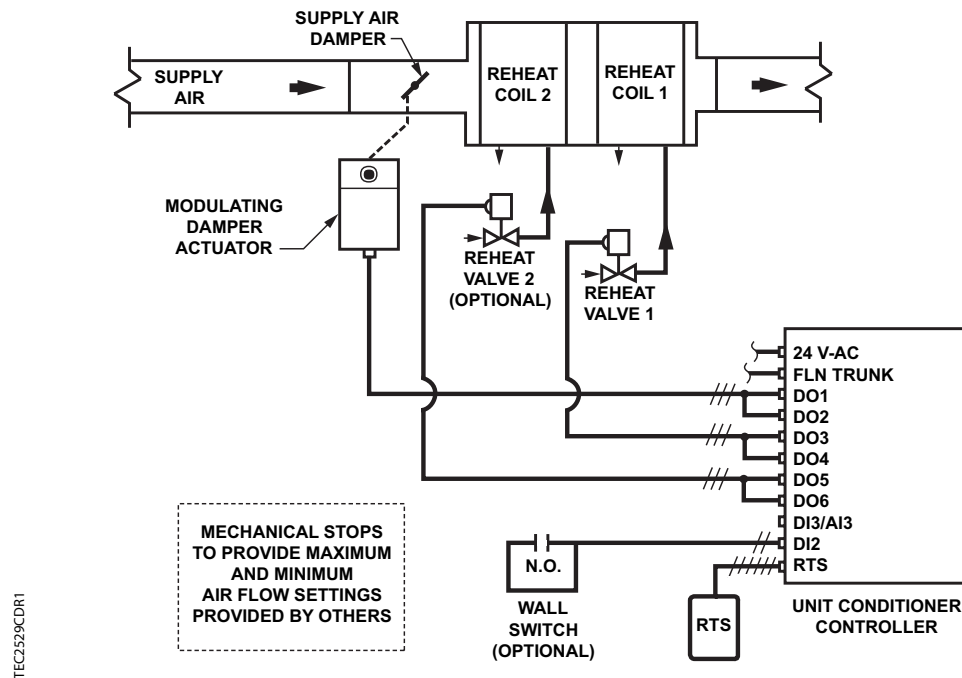 SUPPLY AIR
DAMPER
SUPPLY
AIR
REHEAT
COIL 2
REHEAT
COIL 1
MODULATING
DAMPER
ACTUATOR
REHEAT
VALVE 2
(OPTIONAL)
REHEAT
VALVE 1
24 V-AC
FLN TRUNK
DO1
DO2
DO3
DO4
DO5
DO6
DI3/AI3
DI2
RTS
UNIT CONDITIONER
CONTROLLER
MECHANICAL STOPS
TO PROVIDE MAXIMUM
AND MINIMUM
AIR FLOW SETTINGS
PROVIDED BY OTHERS
N.O.
WALL
SWITCH
(OPTIONAL)
RTS
TEC2529CDR1